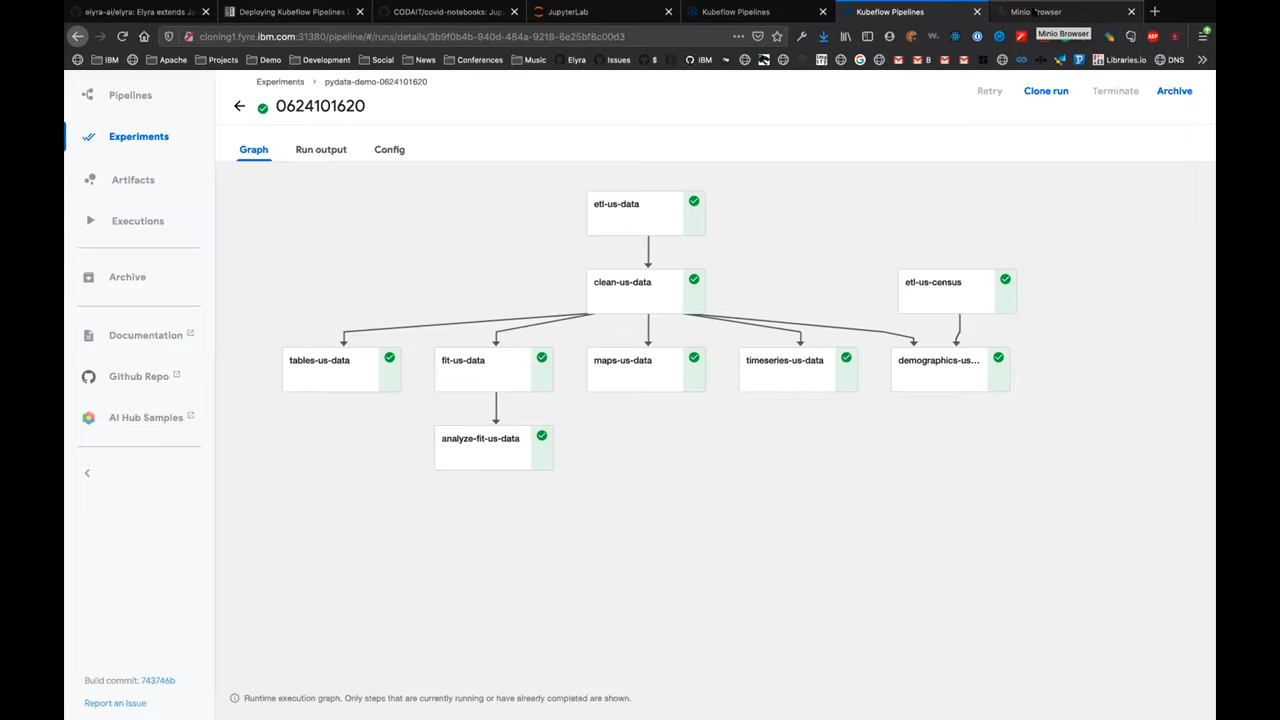 elyra-ai/elyra: Elyra extends Ju
Deploying Kubeflow Pipelines
CODAIT/covid-notebooks: Jup
JupyterLab
Kubeflow Pipelines
Kubeflow Pipelines
Minio Browser
cloning1.fyre.ibm.com:31380/pipeline/#/runs/details/3b9f0b4b-940d-484a-9218-8e25bf8c00d3
Minio Browser
IBM
Apache
Projects
Demo
Development
Social
News
Conferences
Music
Elyra
Issues
$
IBM
B
Libraries.io
DNS
Experiments > pydata-demo-0624101620
0624101620
Retry
Clone run
Terminate
Archive
Graph
Run output
Config
Pipelines
Experiments
Artifacts
Executions
Archive
Documentation
Github Repo
AI Hub Samples
etl-us-data
clean-us-data
etl-us-census
tables-us-data
fit-us-data
maps-us-data
timeseries-us-data
demographics-us...
analyze-fit-us-data
Build commit: 743746b
Report an Issue
Runtime execution graph. Only steps that are currently running or have already completed are shown.